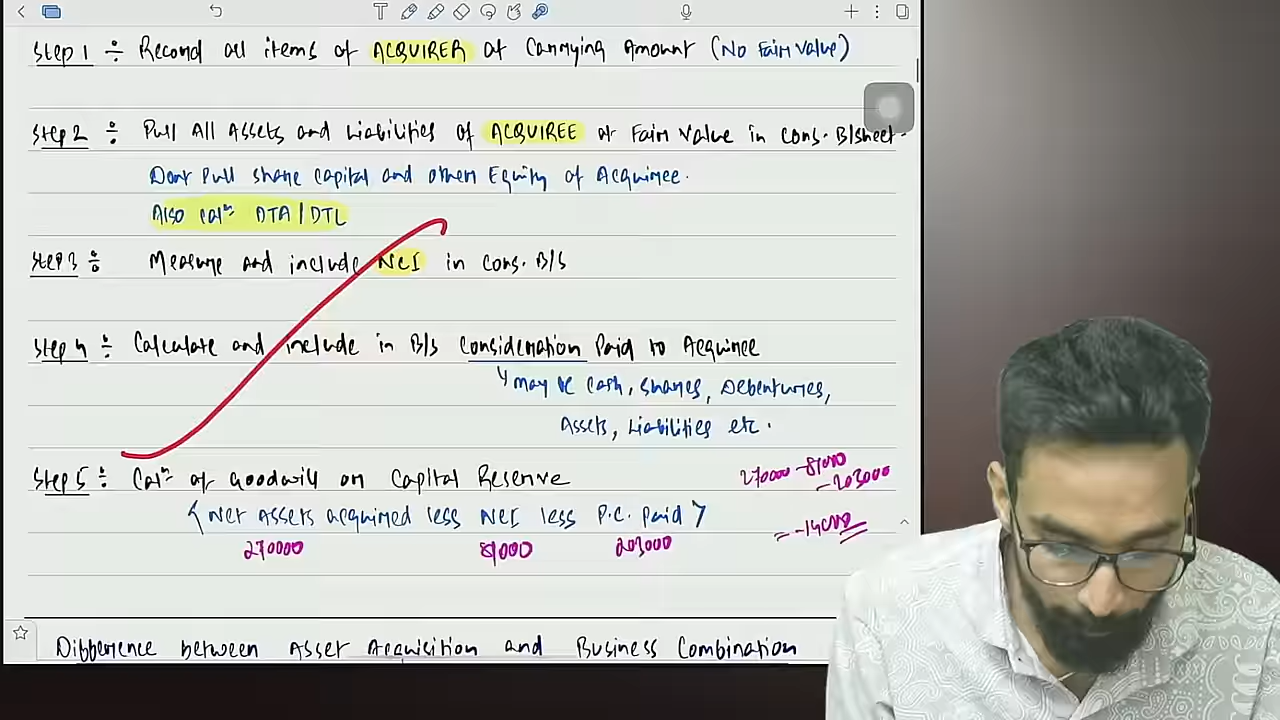 Step 1 ÷ Record all items of ACQUIRER at Carrying Amount (No Fair Value)
Step 2 ÷ Pull All Assets and Liabilities of ACQUIREE at Fair Value in cons. B/sheet.
Dont Pull share capital and other Equity of Acquiree.
Also calⁿ DTA/DTL
Step 3 ÷ Measure and include NCI in cons. B/s
Step 4 ÷ Calculate and include in B/s Consideration Paid to Acquiree
may be cash, shares, Debentures,
Assets, Liabilities etc.
Step 5 ÷ Calⁿ of Goodwill or Capital Reserve
270000 - 81000
- 203000
{ Net Assets acquired less NCI less P.C. paid }
= -14000
270000 81000 203000
Difference between Asset Acquisition and Business Combination